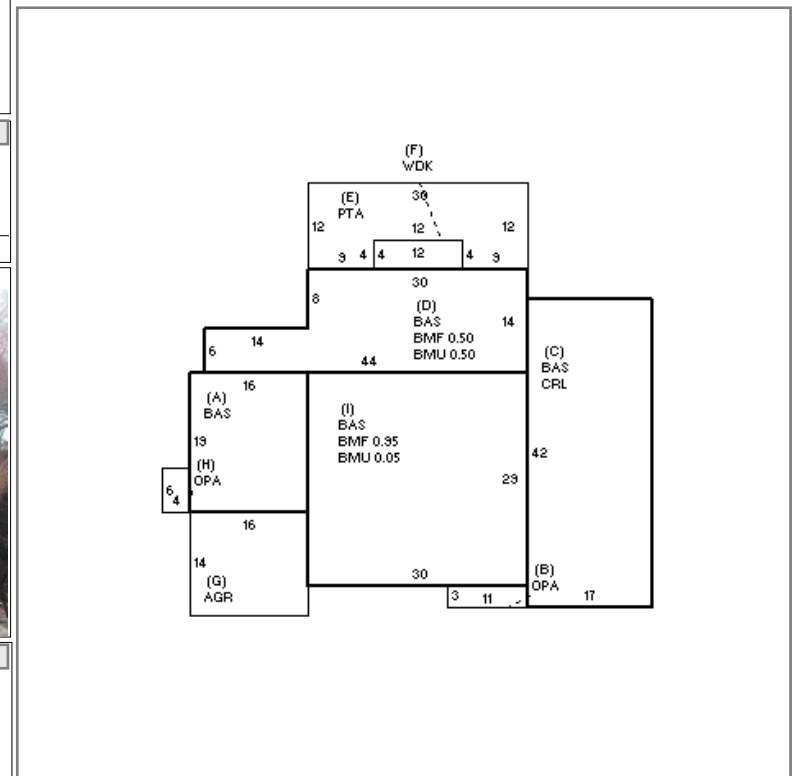 (F)
WDK
(E)
PTA
30
12
12
12
9 4 4 12 4 9
30
8
(D)
BAS
BMF 0.50
BMU 0.50
14
14
6
44
(C)
BAS
CRL
16
(A)
BAS
(I)
BAS
BMF 0.95
BMU 0.05
19
42
(H)
OPA
29
6
4
16
14
30
(G)
AGR
(B)
OPA
3 11
17